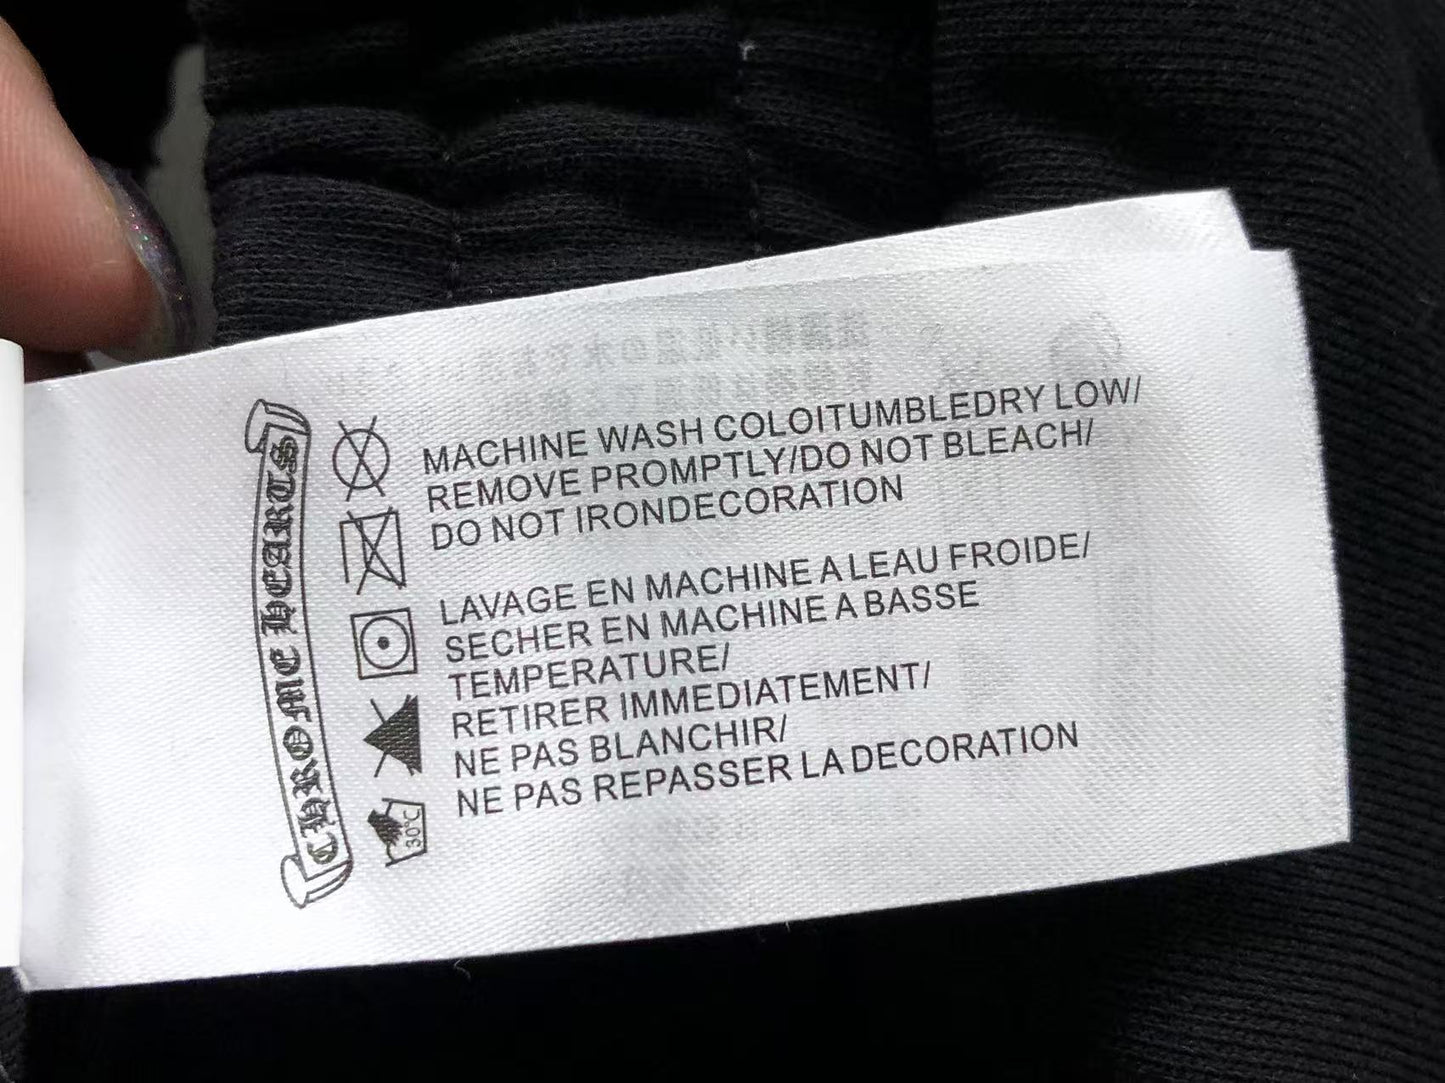 CHROME HEARTS
MACHINE WASH COLOITUMBLEDRY LOW/
REMOVE PROMPTLY/DO NOT BLEACH/
DO NOT IRONDECORATION
LAVAGE EN MACHINE A LEAU FROIDE/
SECHER EN MACHINE A BASSE
TEMPERATURE/
RETIRER IMMEDIATEMENT/
NE PAS BLANCHIR/
NE PAS REPASSER LA DECORATION
30°C